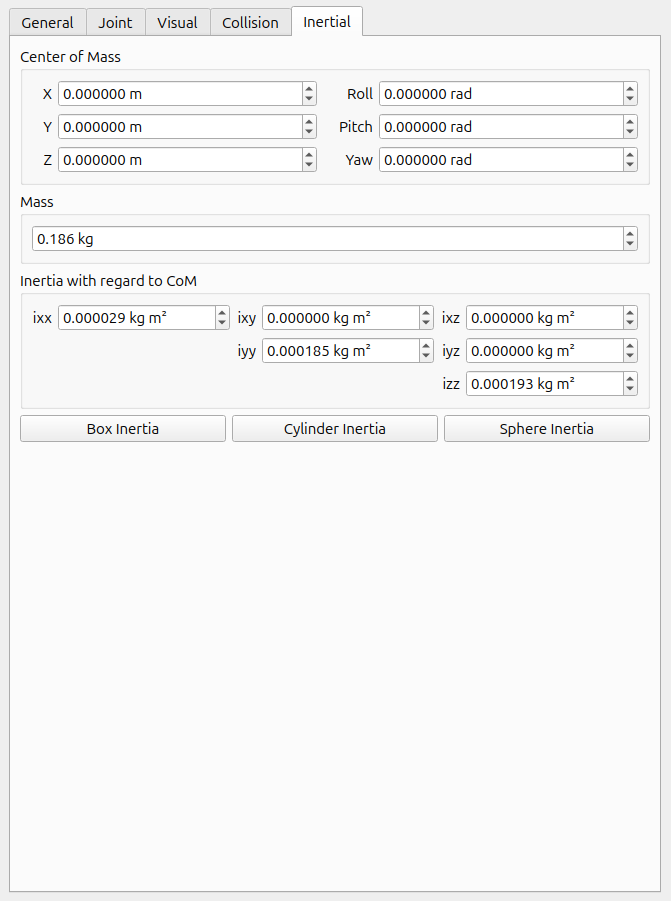 General Joint Visual Collision Inertial
Center of Mass
X 0.000000 m Roll 0.000000 rad
Y 0.000000 m Pitch 0.000000 rad
Z 0.000000 m Yaw 0.000000 rad
Mass
0.186 kg
Inertia with regard to CoM
ixx 0.000029 kg m² ixy 0.000000 kg m² ixz 0.000000 kg m²
iyy 0.000185 kg m² iyz 0.000000 kg m²
izz 0.000193 kg m²
Box Inertia Cylinder Inertia Sphere Inertia